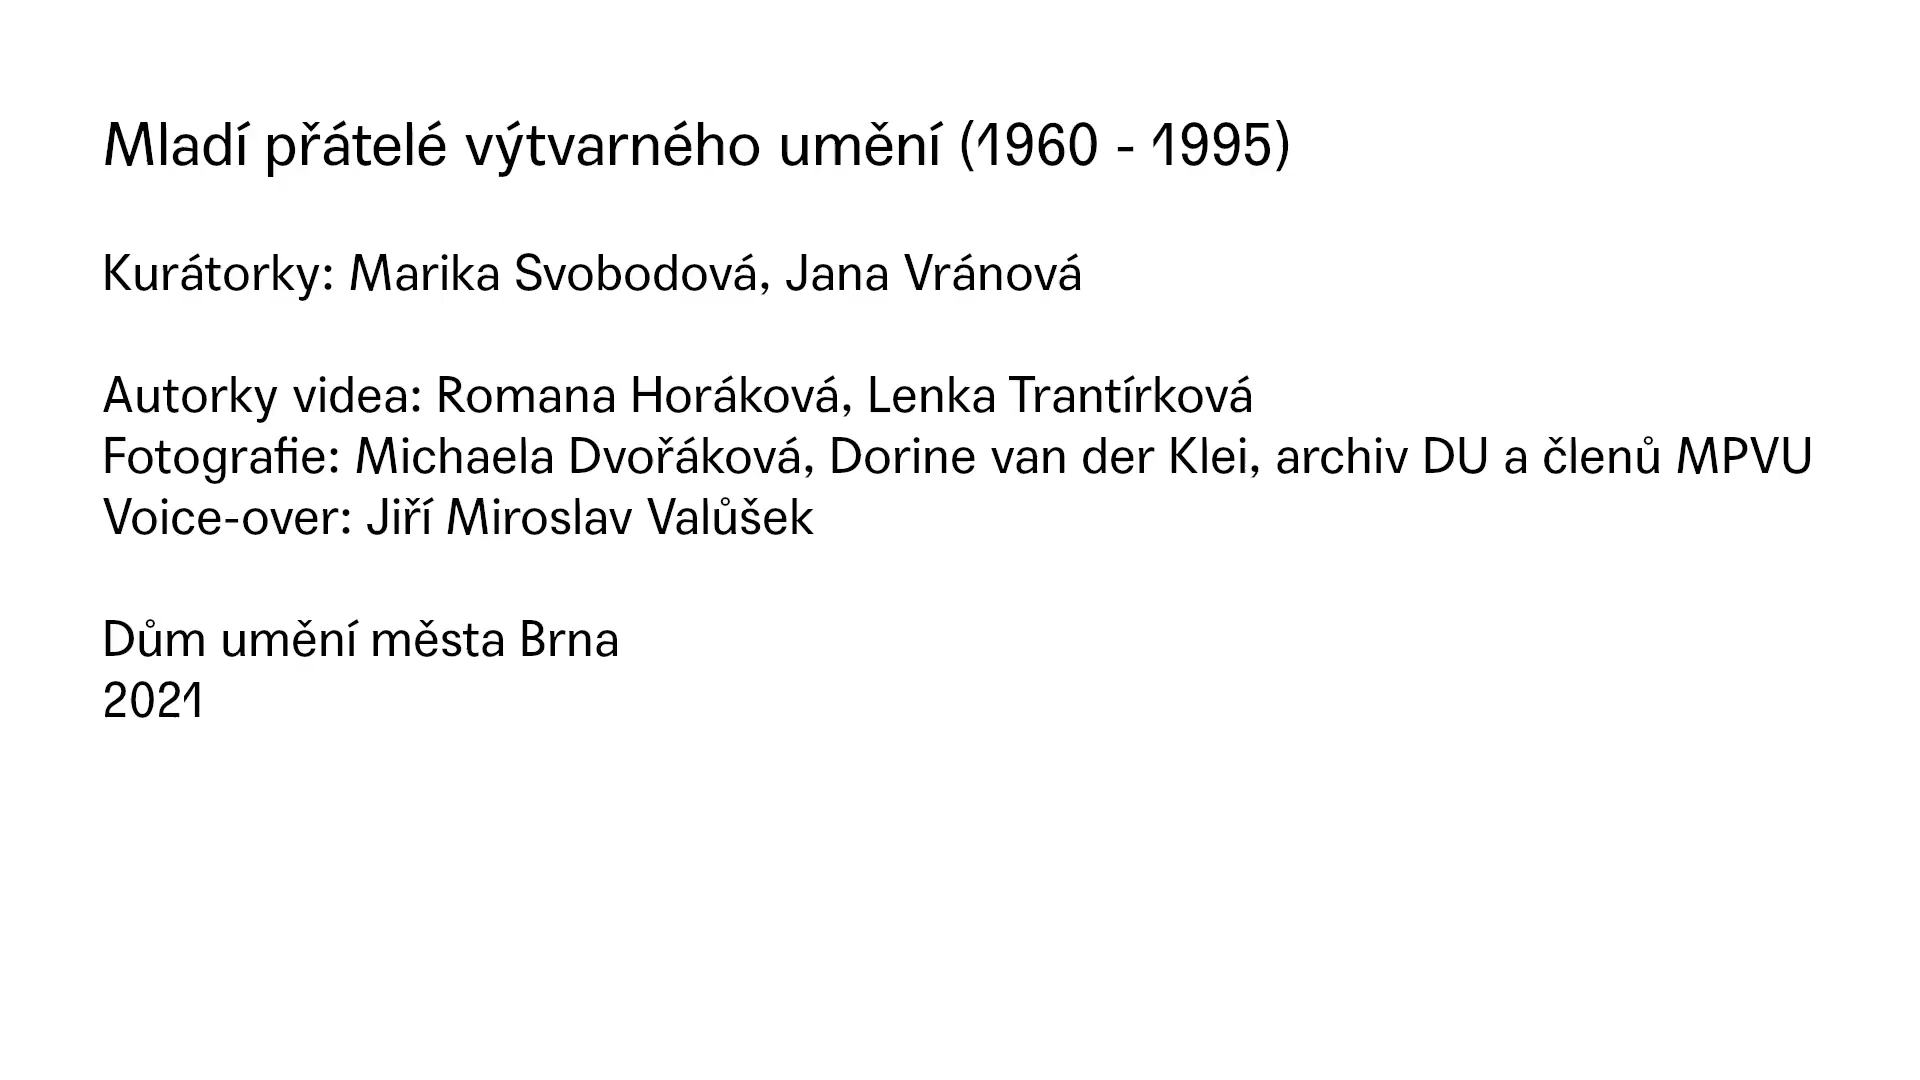 Mladí přátelé výtvarného umění (1960 - 1995)
Kurátorky: Marika Svobodová, Jana Vránová
Autorky videa: Romana Horáková, Lenka Trantírková
Fotografie: Michaela Dvořáková, Dorine van der Klei, archiv DU a členů MPVU
Voice-over: Jiří Miroslav Valůšek
Dům umění města Brna
2021